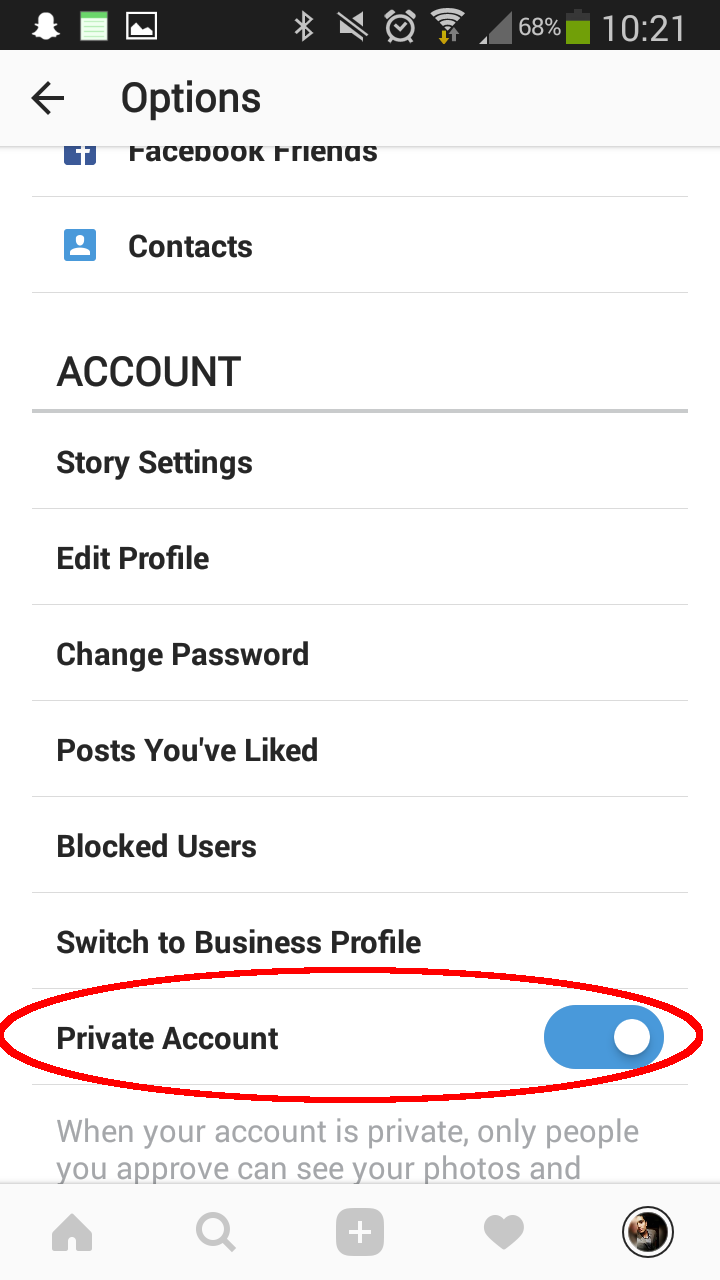 68% 10:21
Options
Facebook Friends
Contacts
ACCOUNT
Story Settings
Edit Profile
Change Password
Posts You've Liked
Blocked Users
Switch to Business Profile
Private Account
When your account is private, only people
you approve can see your photos and